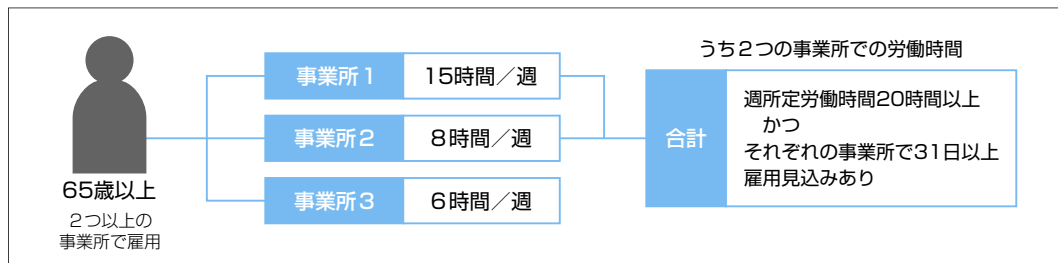 65歳以上
2つ以上の
事業所で雇用
事業所1 15時間／週
事業所2 8時間／週
事業所3 6時間／週
うち2つの事業所での労働時間
合計
週所定労働時間20時間以上
かつ
それぞれの事業所で31日以上
雇用見込みあり